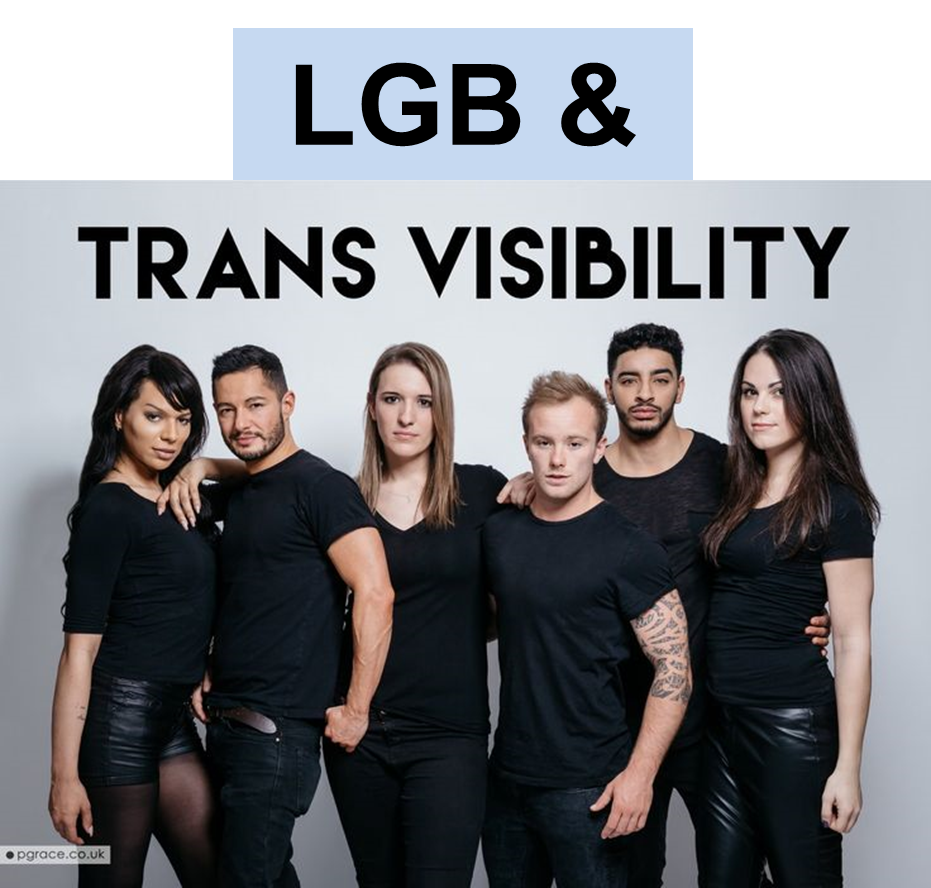 LGB &
TRANS VISIBILITY
pgrace.co.uk